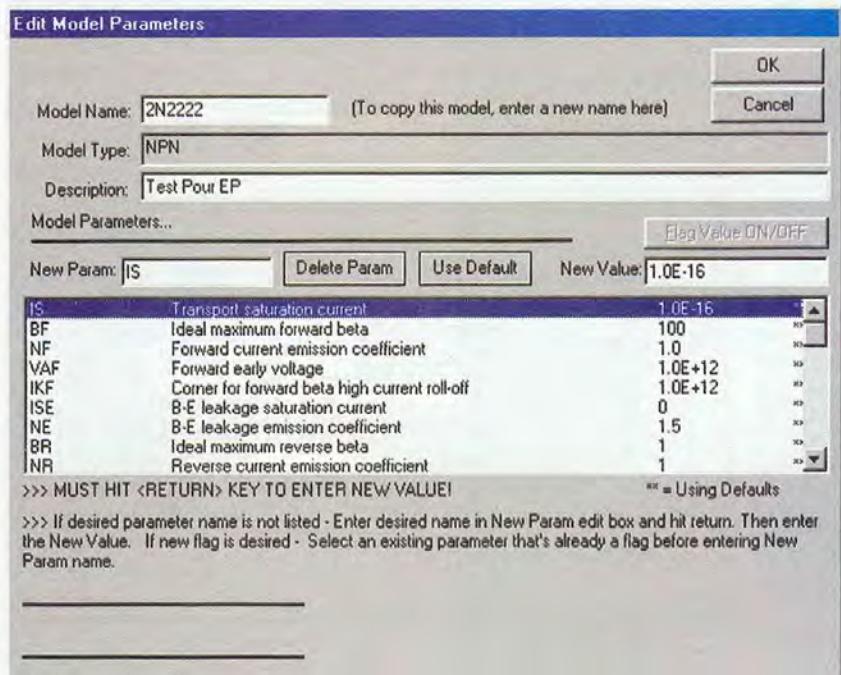 Edit Model Parameters
OK
Model Name: 2N2222 (To copy this model, enter a new name here) Cancel
Model Type: NPN
Description: Test Pour EP
Model Parameters...
Flag Value ON/OFF
New Param: IS Delete Param Use Default New Value: 1.0E-16
IS Transport saturation current 1.0E-16 **
BF Ideal maximum forward beta 100 **
NF Forward current emission coefficient 1.0 **
VAF Forward early voltage 1.0E+12 **
IKF Corner for forward beta high current roll-off 1.0E+12 **
ISE B-E leakage saturation current 0 **
NE B-E leakage emission coefficient 1.5 **
BR Ideal maximum reverse beta 1 **
NR Reverse current emission coefficient 1 **
>>> MUST HIT <RETURN> KEY TO ENTER NEW VALUE! ** = Using Defaults
>>> If desired parameter name is not listed - Enter desired name in New Param edit box and hit return. Then enter
the New Value. If new flag is desired - Select an existing parameter that's already a flag before entering New
Param name.